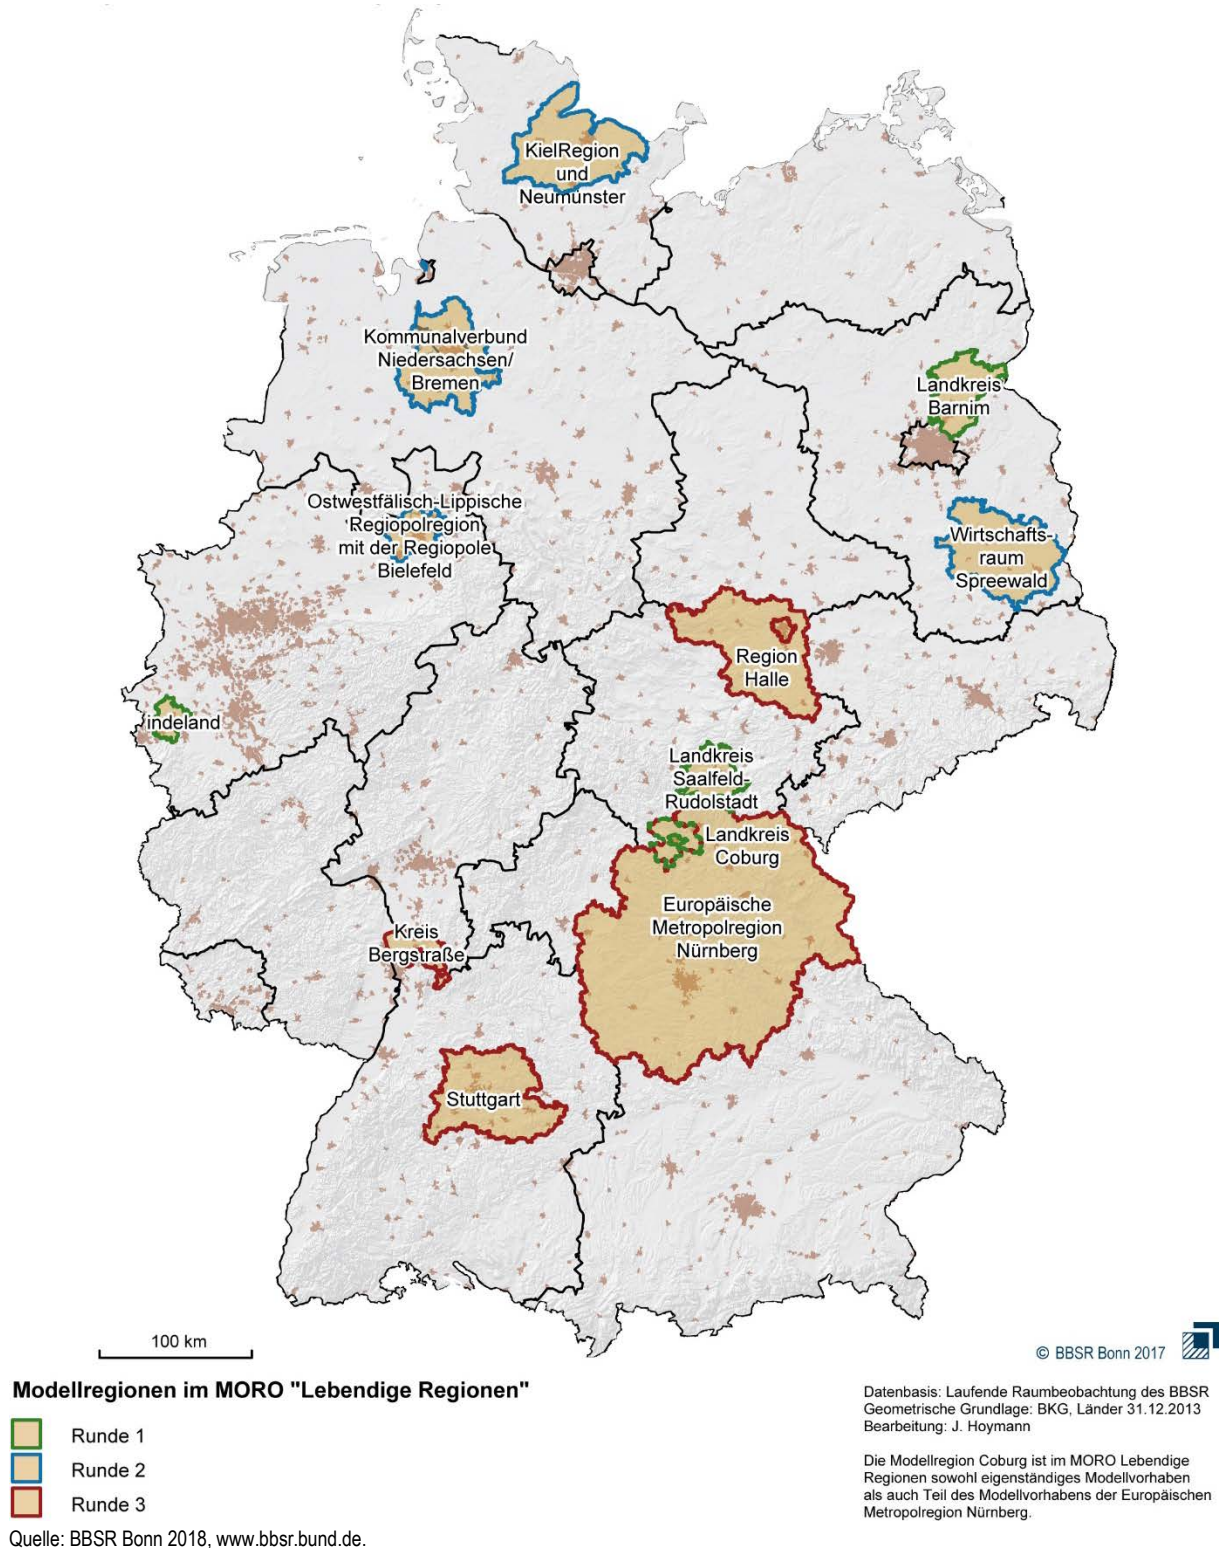 KielRegion
und
Neumünster
Kommunalverbund
Niedersachsen/
Bremen
Landkreis
Barnim
Ostwestfälisch-Lippische
Regiopolregion
mit der Regiopole
Bielefeld
Wirtschafts-
raum
Spreewald
Region
Halle
indeland
Landkreis
Saalfeld-
Rudolstadt
Landkreis
Coburg
Europäische
Metropolregion
Nürnberg
Kreis
Bergstraße
Stuttgart
100 km
© BBSR Bonn 2017
Modellregionen im MORO "Lebendige Regionen"
Runde 1
Runde 2
Runde 3
Datenbasis: Laufende Raumbeobachtung des BBSR
Geometrische Grundlage: BKG, Länder 31.12.2013
Bearbeitung: J. Hoymann
Die Modellregion Coburg ist im MORO Lebendige
Regionen sowohl eigenständiges Modellvorhaben
als auch Teil des Modellvorhabens der Europäischen
Metropolregion Nürnberg.
Quelle: BBSR Bonn 2018, www.bbsr.bund.de.